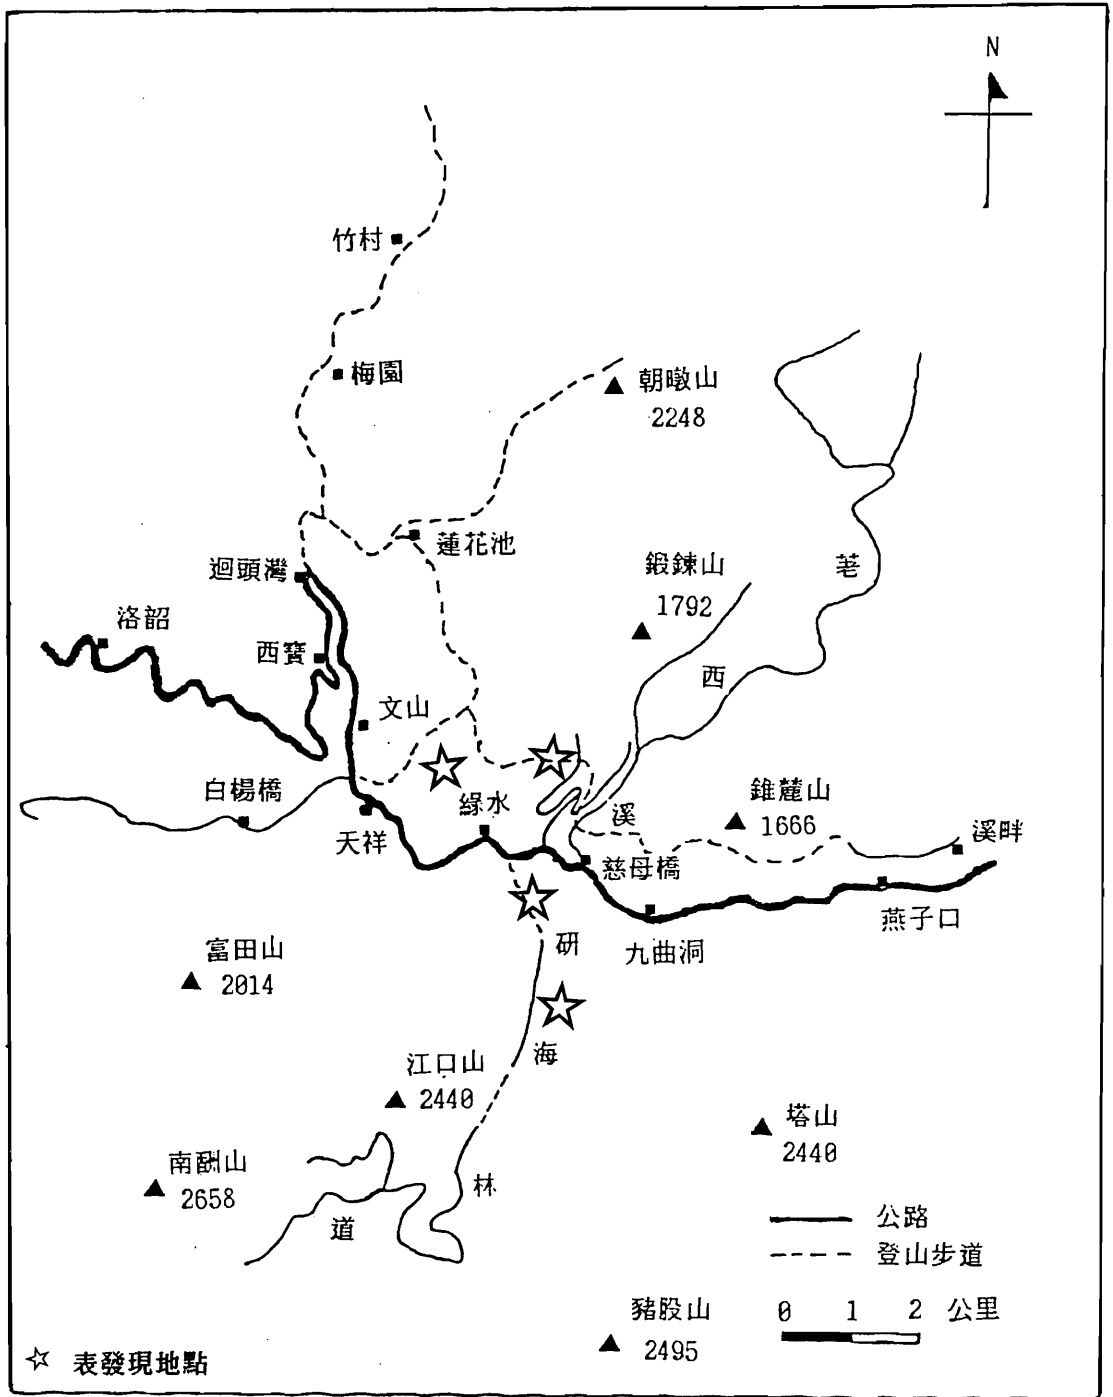 N
竹村
梅園
朝暾山
2248
蓮花池
迴頭灣
鍛鍊山
1792
荖
洛韶
西寶
西
文山
白楊橋
綠水
溪
錐麓山
1666
溪畔
天祥
慈母橋
燕子口
研
九曲洞
富田山
2014
海
江口山
2440
塔山
2440
南湖山
2658
林
道
公路
登山步道
0 1 2 公里
豬股山
2495
☆ 表發現地點